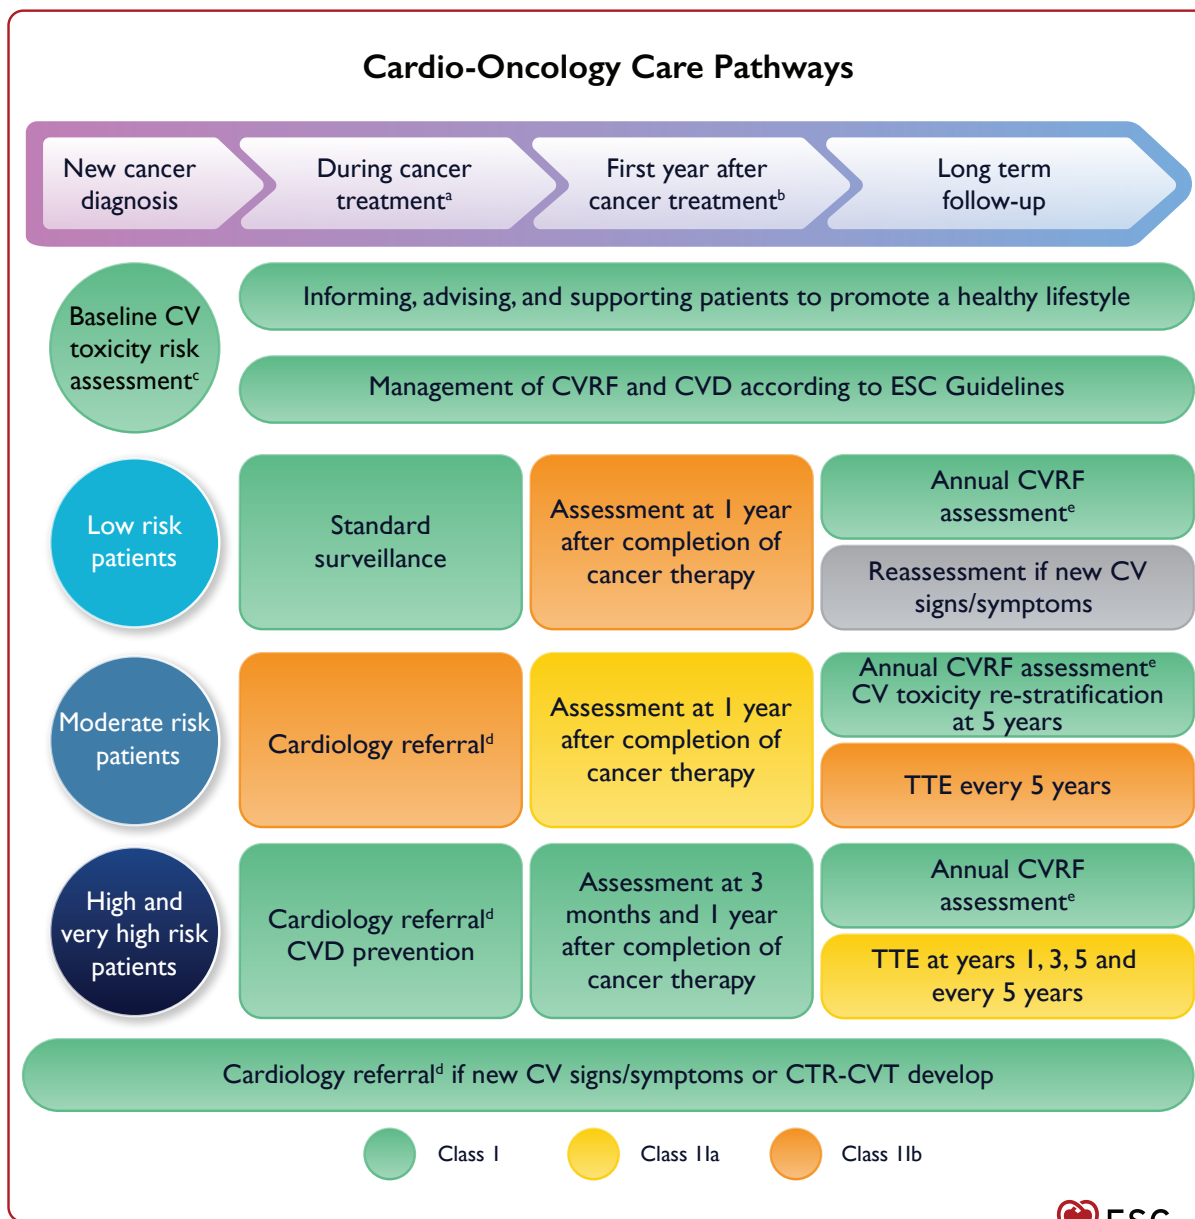 Cardio-Oncology Care Pathways
New cancer
diagnosis
During cancer
treatmentᵃ
First year after
cancer treatmentᵇ
Long term
follow-up
Baseline CV
toxicity risk
assessmentᶜ
Informing, advising, and supporting patients to promote a healthy lifestyle
Management of CVRF and CVD according to ESC Guidelines
Low risk
patients
Standard
surveillance
Assessment at 1 year
after completion of
cancer therapy
Annual CVRF
assessmentᵉ
Reassessment if new CV
signs/symptoms
Moderate risk
patients
Cardiology referralᵈ
Assessment at 1 year
after completion of
cancer therapy
Annual CVRF assessmentᵉ
CV toxicity re-stratification
at 5 years
TTE every 5 years
High and
very high risk
patients
Cardiology referralᵈ
CVD prevention
Assessment at 3
months and 1 year
after completion of
cancer therapy
Annual CVRF
assessmentᵉ
TTE at years 1, 3, 5 and
every 5 years
Cardiology referralᵈ if new CV signs/symptoms or CTR-CVT develop
Class I
Class IIa
Class IIb
ESC